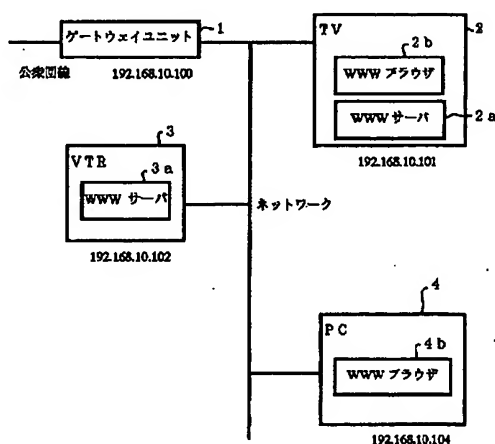 ゲートウェイユニット
1
公衆回線
192.168.10.100
TV
2
2b
WWW ブラウザ
WWW サーバ
2a
192.168.10.101
3
VTR
3a
WWW サーバ
192.168.10.102
ネットワーク
4
PC
4b
WWW ブラウザ
192.168.10.104